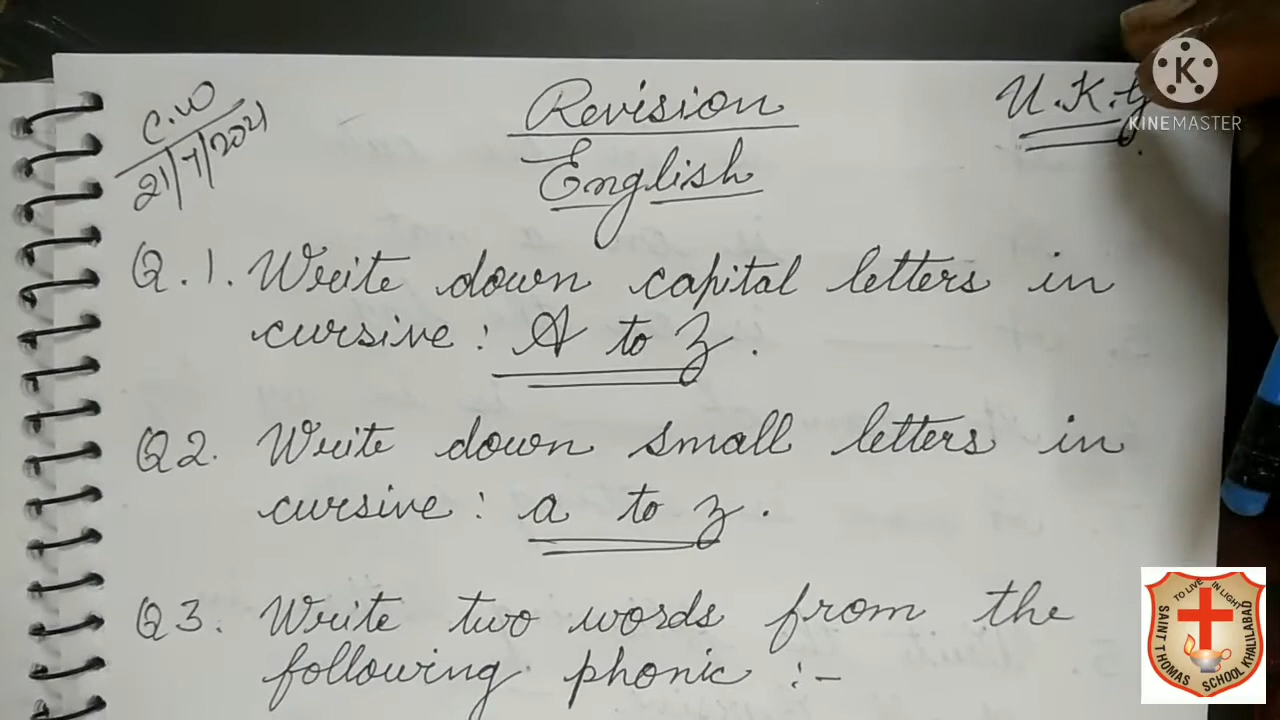 C.W
21/7/2021
Revision
English
U.K.G
KINEMASTER
Q.1. Write down capital letters in
cursive : A to Z.
Q2. Write down small letters in
cursive : a to z.
Q3. Write two words from the
following phonic :-
TO LIVE IN LIGHT
SAINT THOMAS SCHOOL KHALILABAD